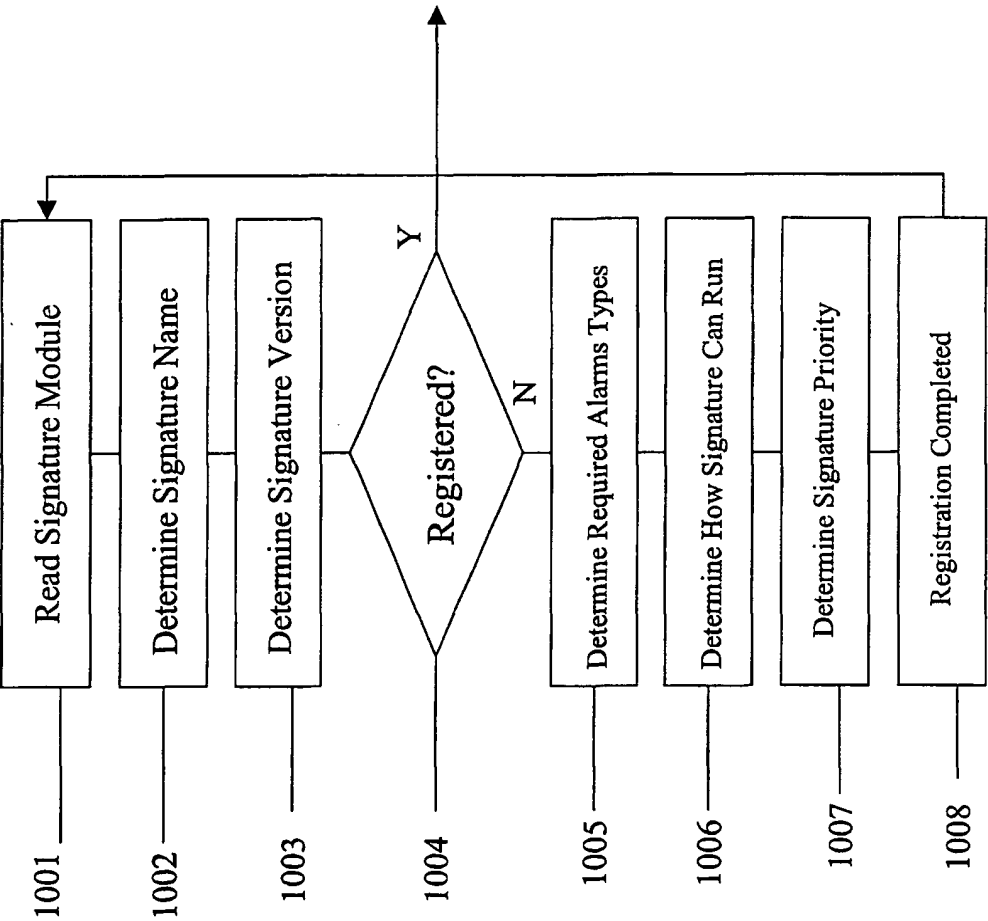 1001
Read Signature Module
1002
Determine Signature Name
1003
Determine Signature Version
1004
Registered?
Y
N
1005
Determine Required Alarms Types
1006
Determine How Signature Can Run
1007
Determine Signature Priority
1008
Registration Completed